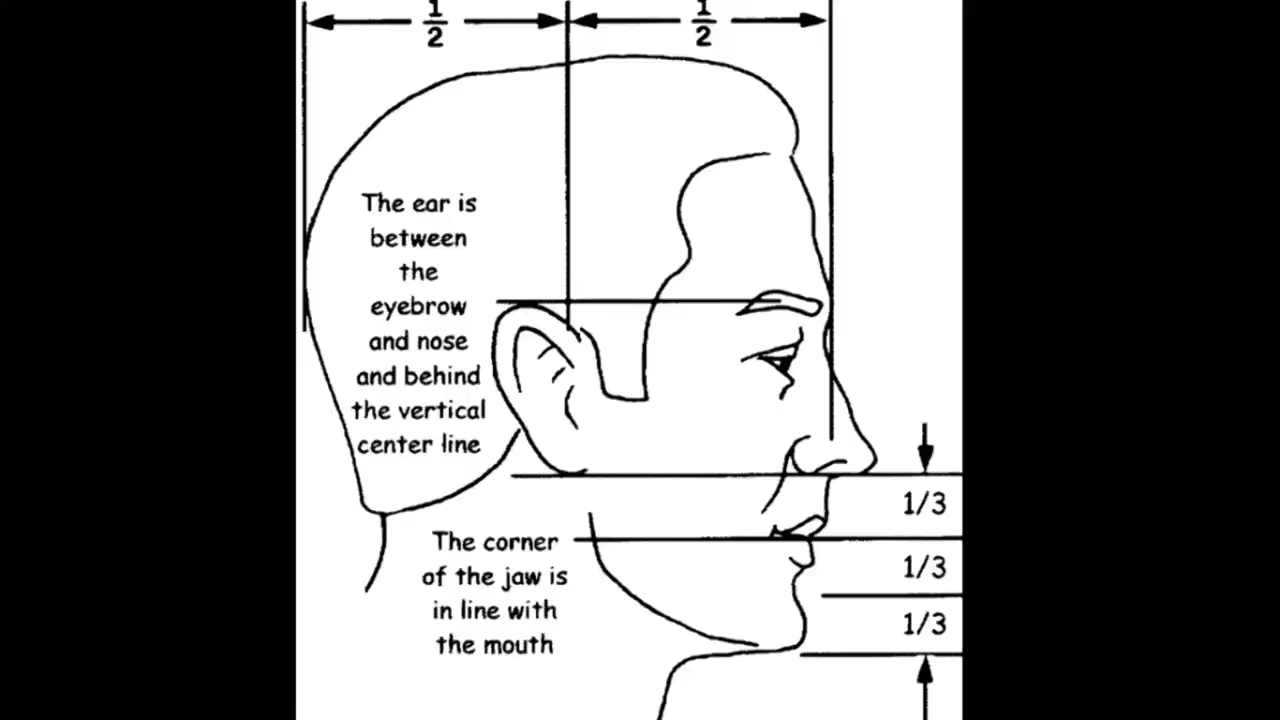 1/2 1/2
The ear is
between
the
eyebrow
and nose
and behind
the vertical
center line
1/3
The corner
of the jaw is
in line with
the mouth
1/3
1/3